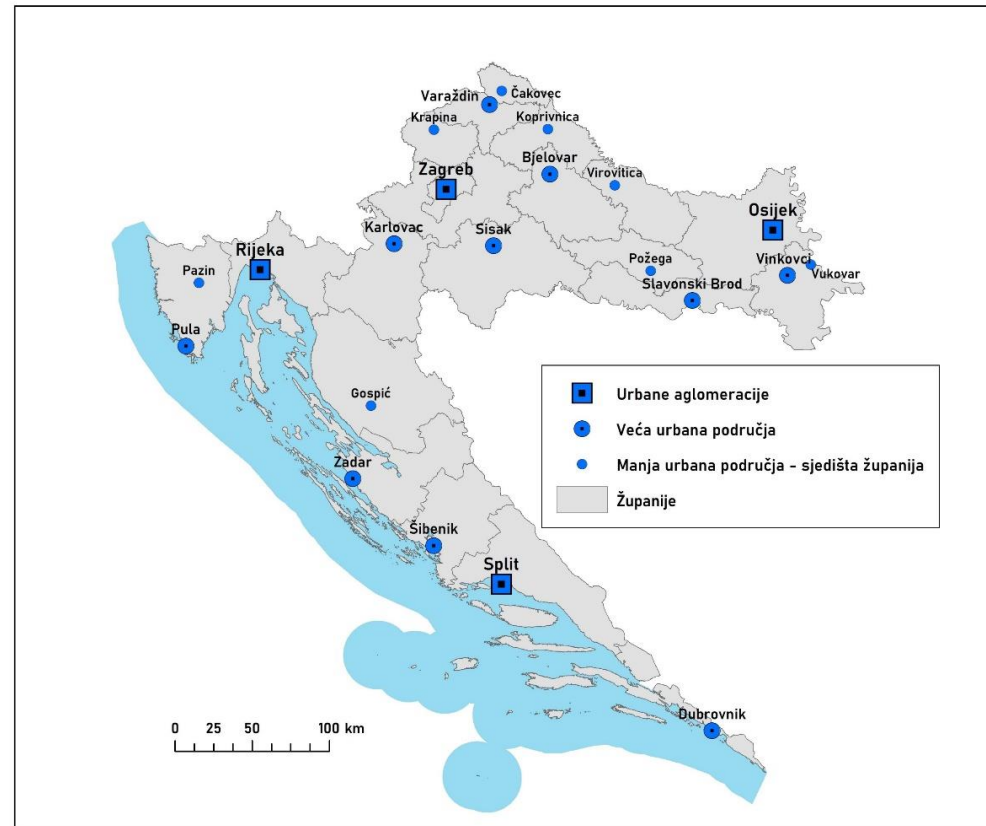 Čakovec
Varaždin
Krapina
Koprivnica
Bjelovar
Zagreb
Virovitica
Osijek
Karlovac
Sisak
Rijeka
Požega
Vinkovci
Pazin
Vukovar
Slavonski Brod
Pula
Gospić
Zadar
Šibenik
Split
Dubrovnik
Urbane aglomeracije
Veća urbana područja
Manja urbana područja - sjedišta županija
Županije
0 25 50 100 km